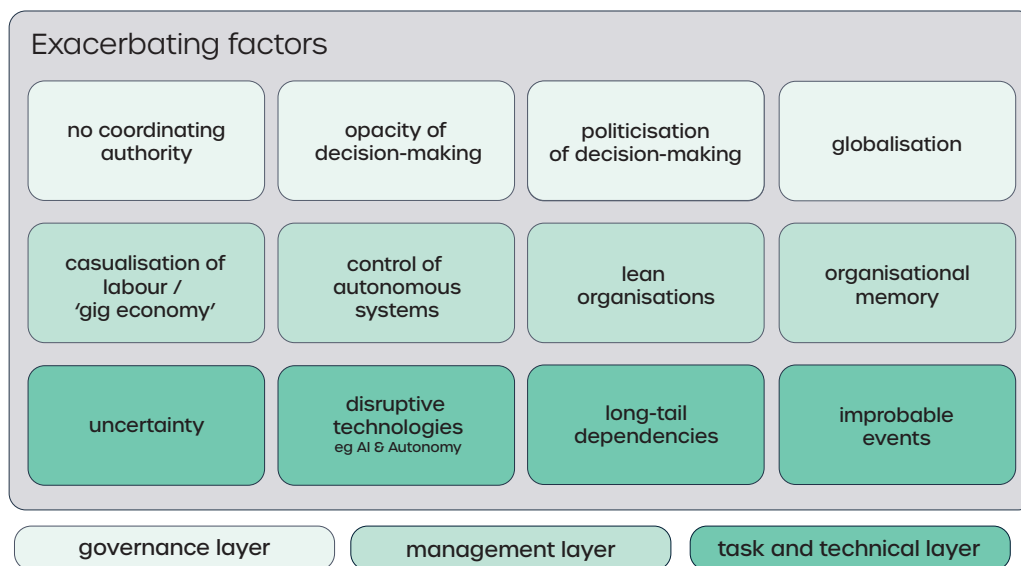 Exacerbating factors
no coordinating
authority
opacity of
decision-making
politicisation
of decision-making
globalisation
casualisation of
labour /
‘gig economy’
control of
autonomous
systems
lean
organisations
organisational
memory
uncertainty
disruptive
technologies
eg AI & Autonomy
long-tail
dependencies
improbable
events
governance layer
management layer
task and technical layer